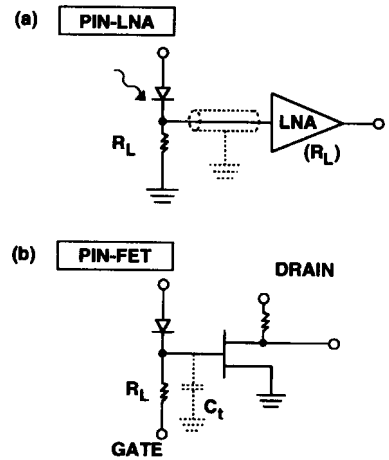 (a) PIN-LNA
R_L
LNA
(R_L)
(b) PIN-FET
DRAIN
R_L
C_t
GATE